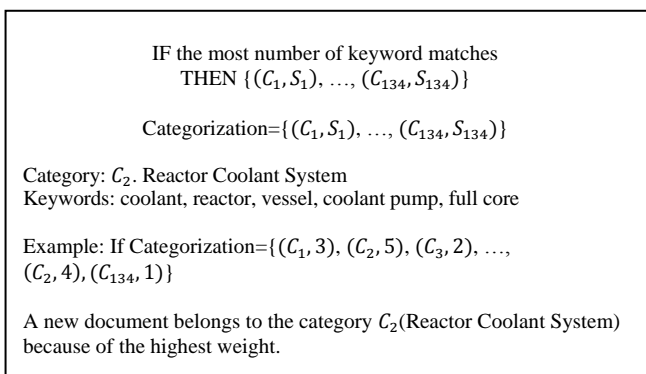 IF the most number of keyword matches
THEN {(𝐶₁, 𝑆₁), …, (𝐶₁₃₄, 𝑆₁₃₄)}
Categorization={(𝐶₁, 𝑆₁), …, (𝐶₁₃₄, 𝑆₁₃₄)}
Category: 𝐶₂. Reactor Coolant System
Keywords: coolant, reactor, vessel, coolant pump, full core
Example: If Categorization={(𝐶₁, 3), (𝐶₂, 5), (𝐶₃, 2), …,
(𝐶₂, 4), (𝐶₁₃₄, 1)}
A new document belongs to the category 𝐶₂(Reactor Coolant System)
because of the highest weight.